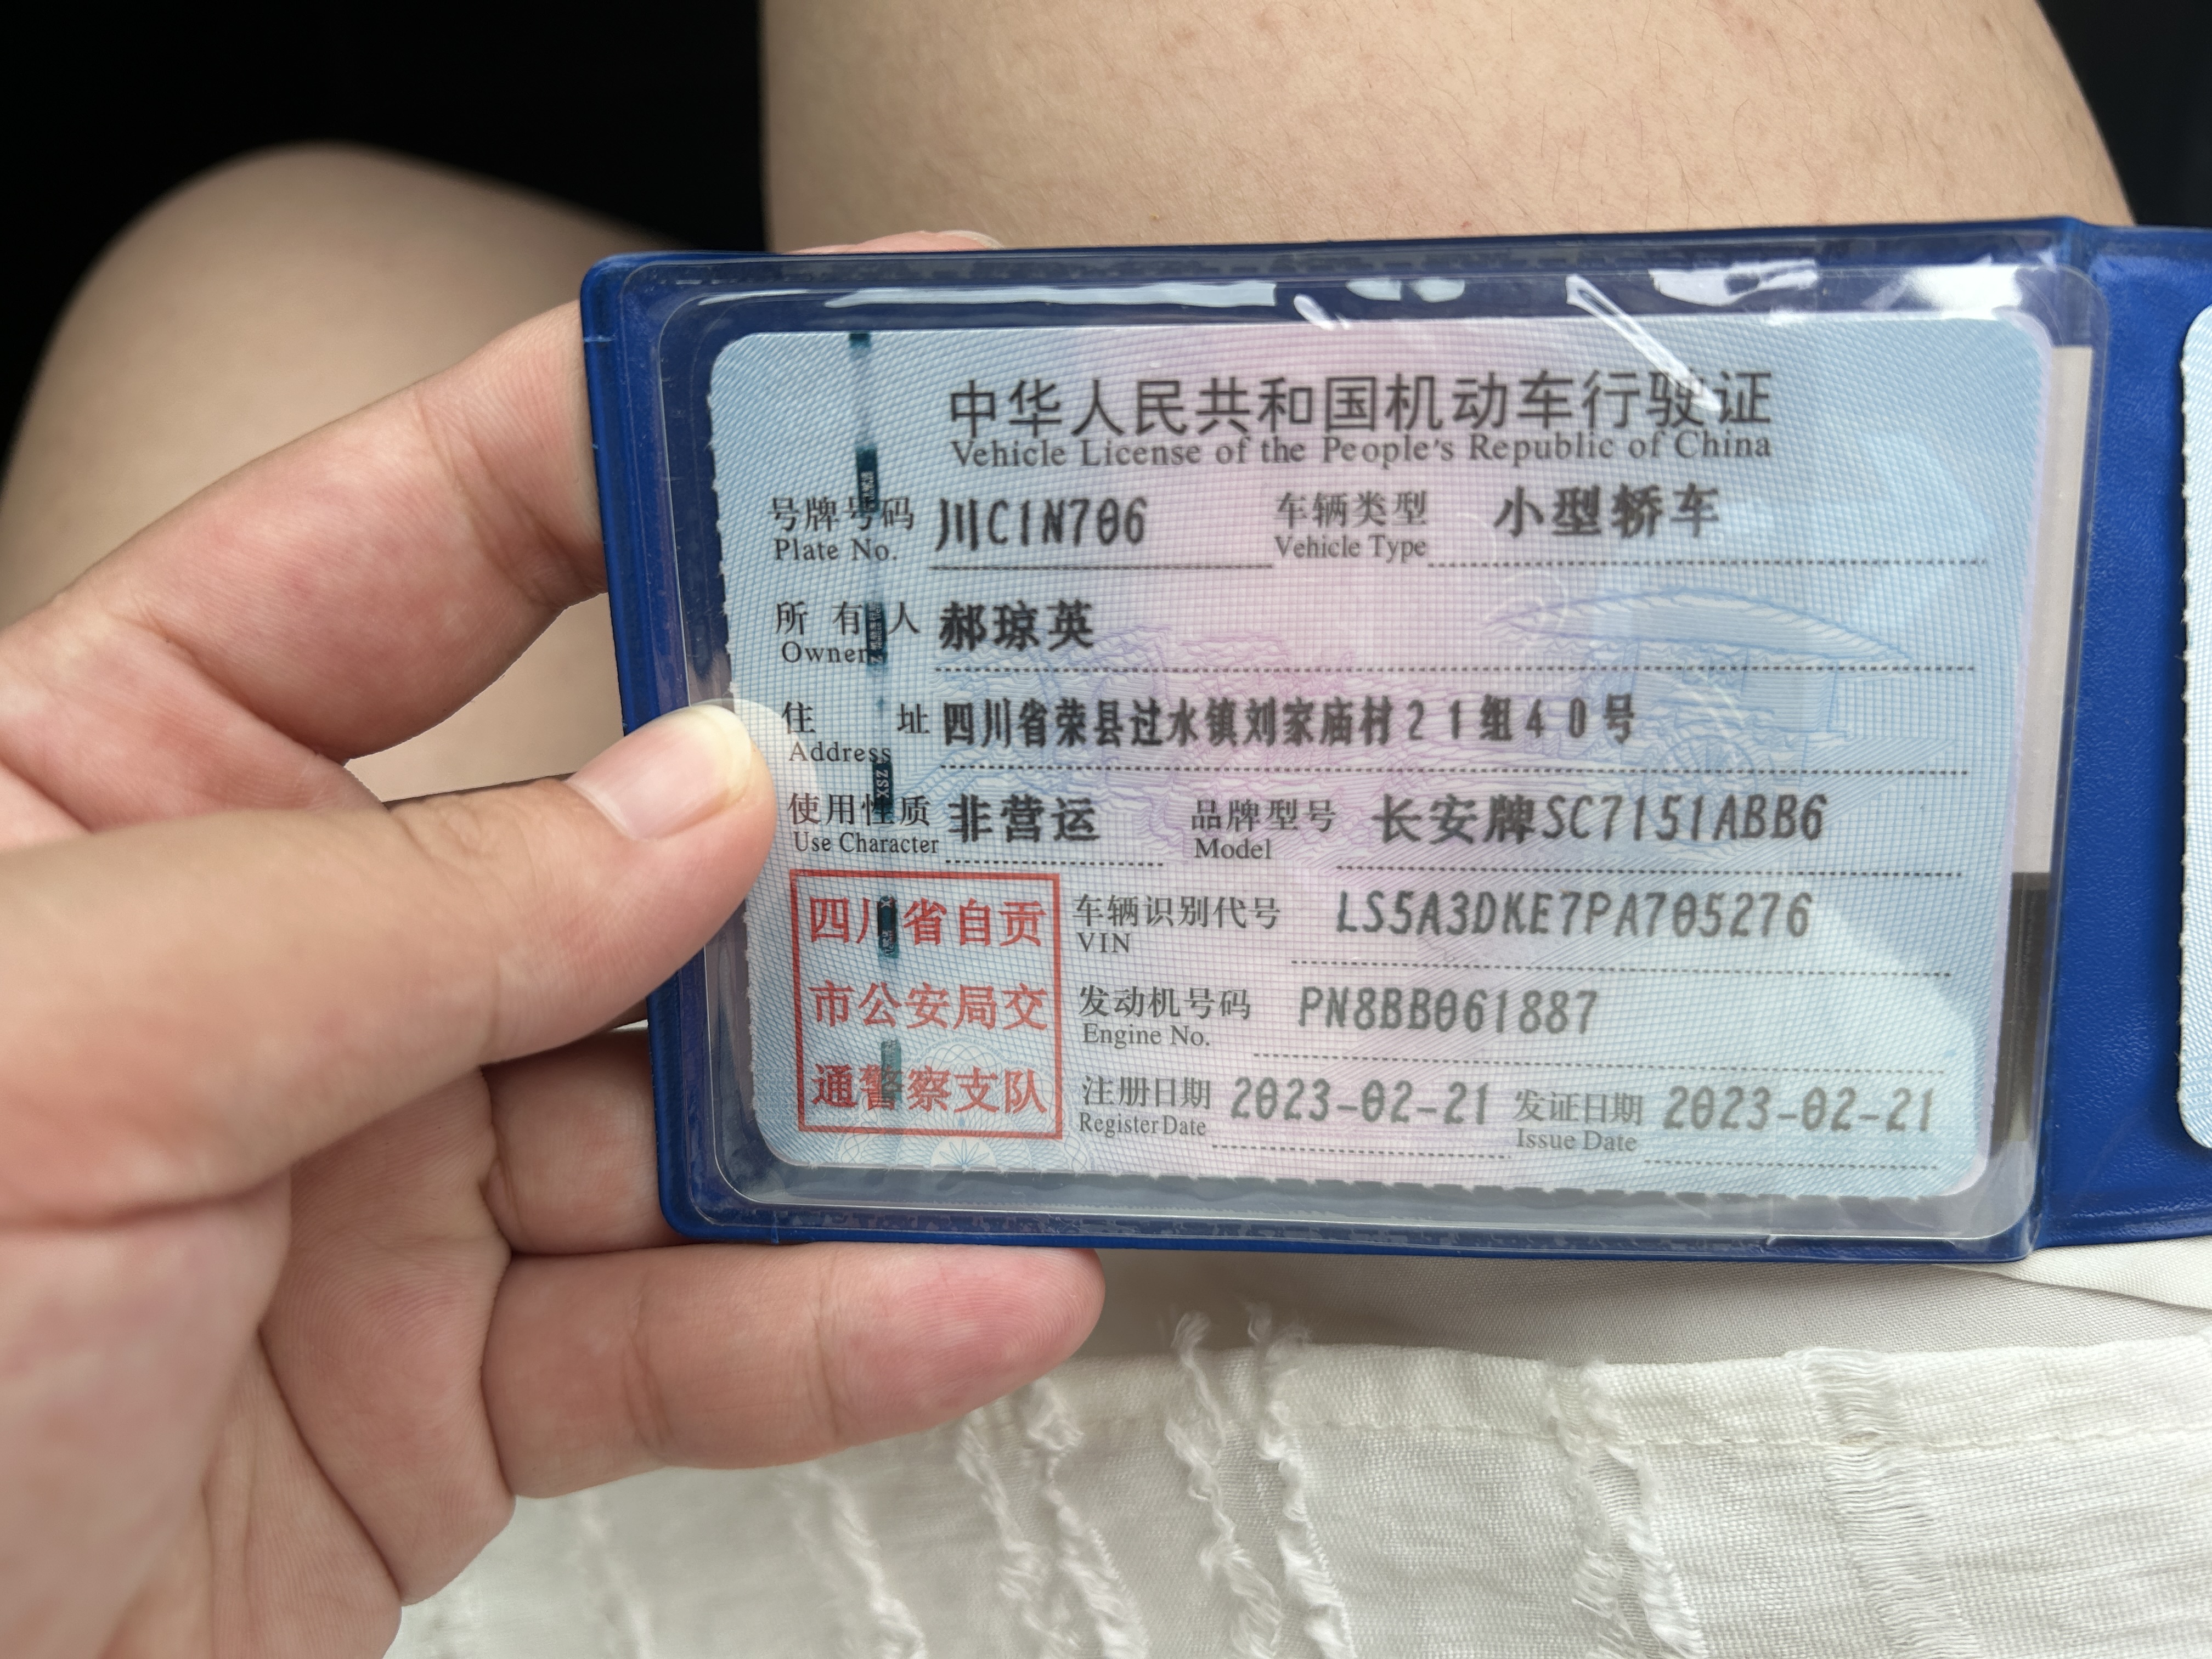 中华人民共和国机动车行驶证
Vehicle License of the People's Republic of China
号牌号码 川C1N706 车辆类型 小型轿车
Plate No. Vehicle Type
所有人 郝琼英
Owner
住址 四川省荣县过水镇刘家庙村21组40号
Address
使用性质 非营运 品牌型号 长安牌SC7151ABB6
Use Character Model
四川省自贡
市公安局交
通警察支队
车辆识别代号 LS5A3DKE7PA705276
VIN
发动机号码 PN8BB061887
Engine No.
注册日期 2023-02-21 发证日期 2023-02-21
Register Date Issue Date